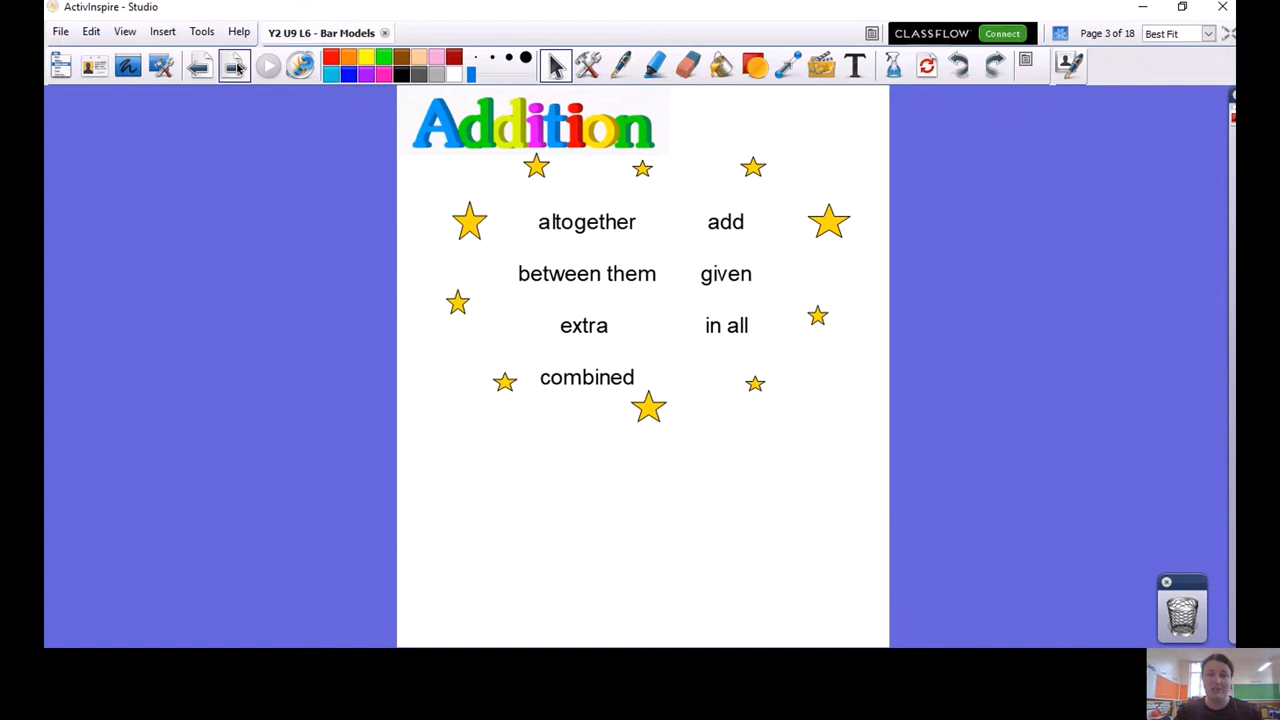 ActivInspire - Studio
File Edit View Insert Tools Help Y2 U9 L6 - Bar Models CLASSFLOW Connect Page 3 of 18 Best Fit
T
Addition
altogether add
between them given
extra in all
combined